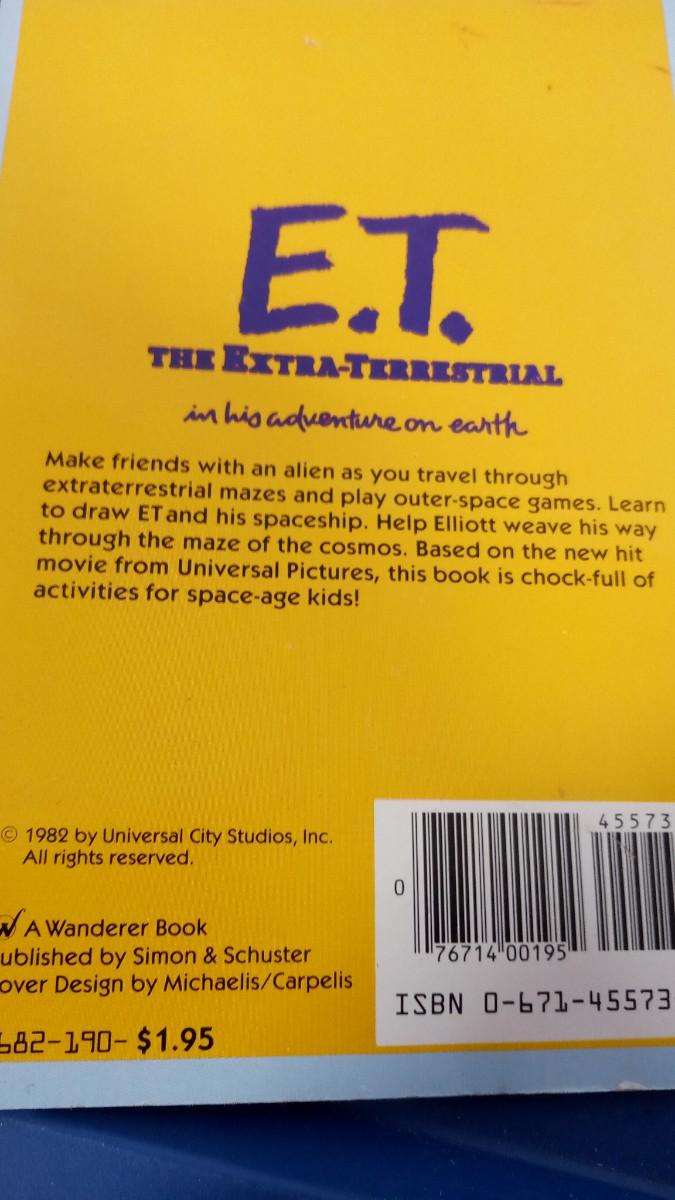 E.T.
THE EXTRA-TERRESTRIAL
in his adventure on earth
Make friends with an alien as you travel through
extraterrestrial mazes and play outer-space games. Learn
to draw ET and his spaceship. Help Elliott weave his way
through the maze of the cosmos. Based on the new hit
movie from Universal Pictures, this book is chock-full of
activities for space-age kids!
© 1982 by Universal City Studios, Inc.
All rights reserved.
W A Wanderer Book
ublished by Simon & Schuster
over Design by Michaelis/Carpelis
682-190- $1.95
45573
0
76714 00195
ISBN 0-671-45573